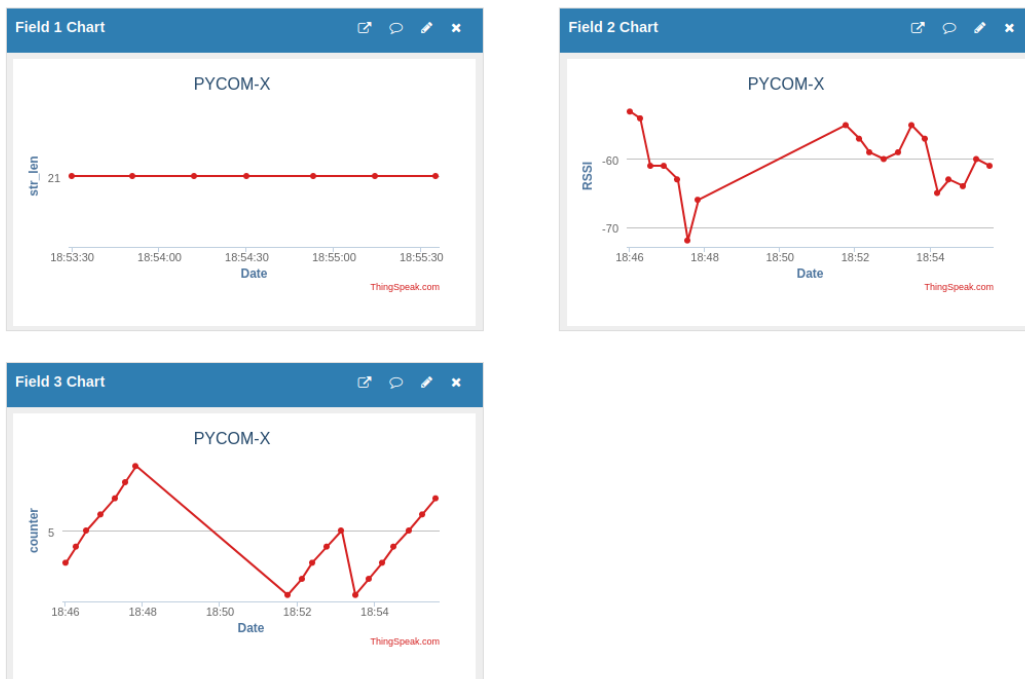 Field 1 Chart
PYCOM-X
str_len
21
18:53:30 18:54:00 18:54:30 18:55:00 18:55:30
Date
ThingSpeak.com
Field 2 Chart
PYCOM-X
RSSI
-60
-70
18:46 18:48 18:50 18:52 18:54
Date
ThingSpeak.com
Field 3 Chart
PYCOM-X
counter
5
18:46 18:48 18:50 18:52 18:54
Date
ThingSpeak.com